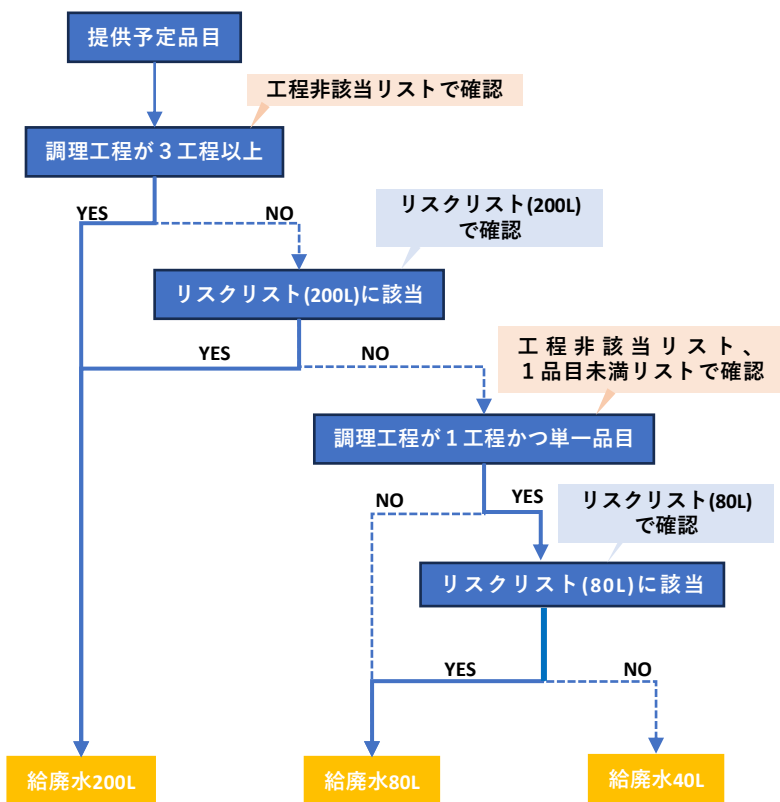 提供予定品目
工程非該当リストで確認
調理工程が３工程以上
YES
NO
リスクリスト(200L)
で確認
リスクリスト(200L)に該当
YES
NO
工程非該当リスト、
１品目未満リストで確認
調理工程が１工程かつ単一品目
NO
YES
リスクリスト(80L)
で確認
リスクリスト(80L)に該当
YES
NO
給廃水200L
給廃水80L
給廃水40L